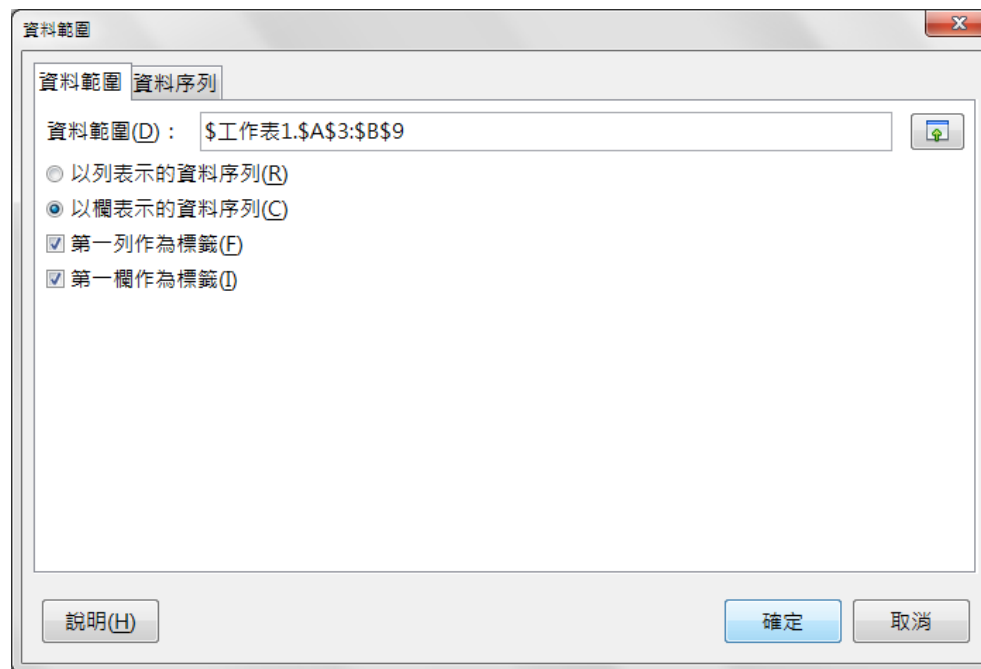 資料範圍
資料範圍 資料序列
資料範圍(D)： $工作表1.$A$3:$B$9
以列表示的資料序列(R)
以欄表示的資料序列(C)
第一列作為標籤(F)
第一欄作為標籤(I)
說明(H) 確定 取消